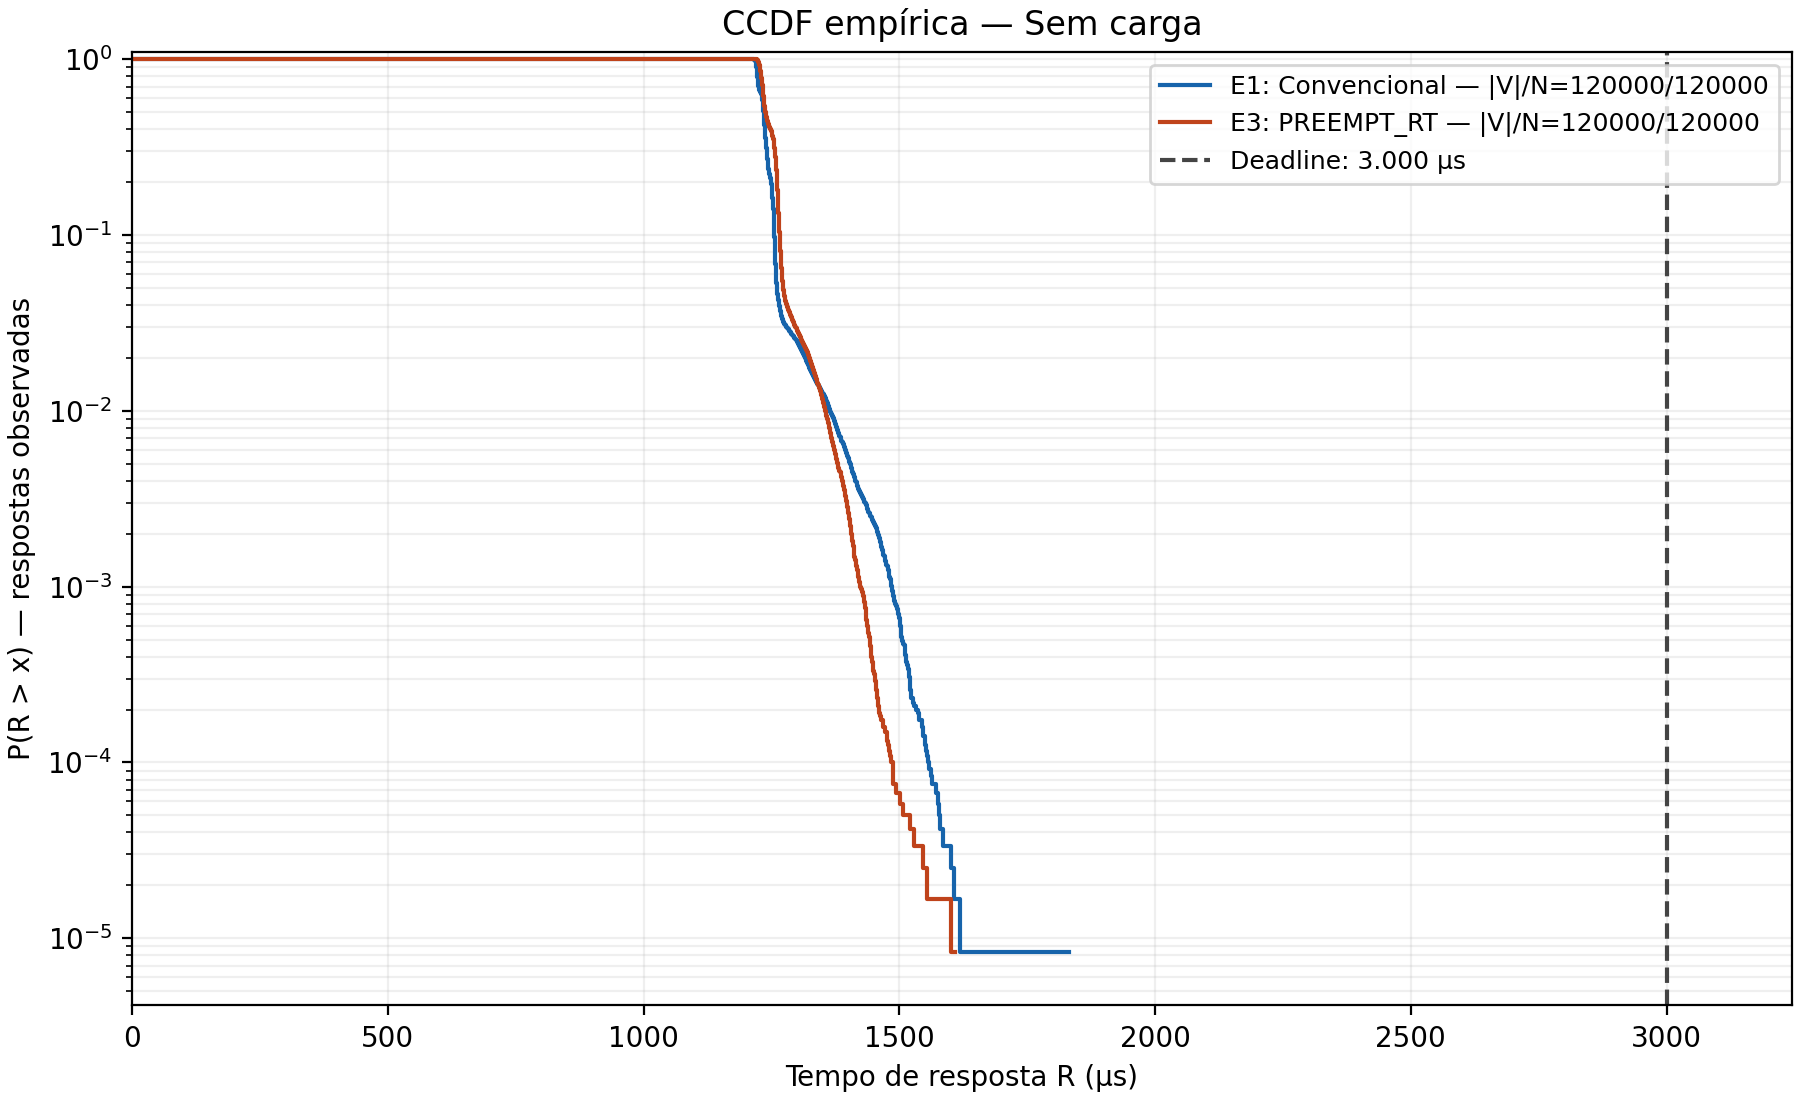 CCDF empírica — Sem carga
E1: Convencional — |V|/N=120000/120000
E3: PREEMPT_RT — |V|/N=120000/120000
Deadline: 3.000 µs
P(R > x) — respostas observadas
10⁰
10⁻¹
10⁻²
10⁻³
10⁻⁴
10⁻⁵
0 500 1000 1500 2000 2500 3000
Tempo de resposta R (µs)